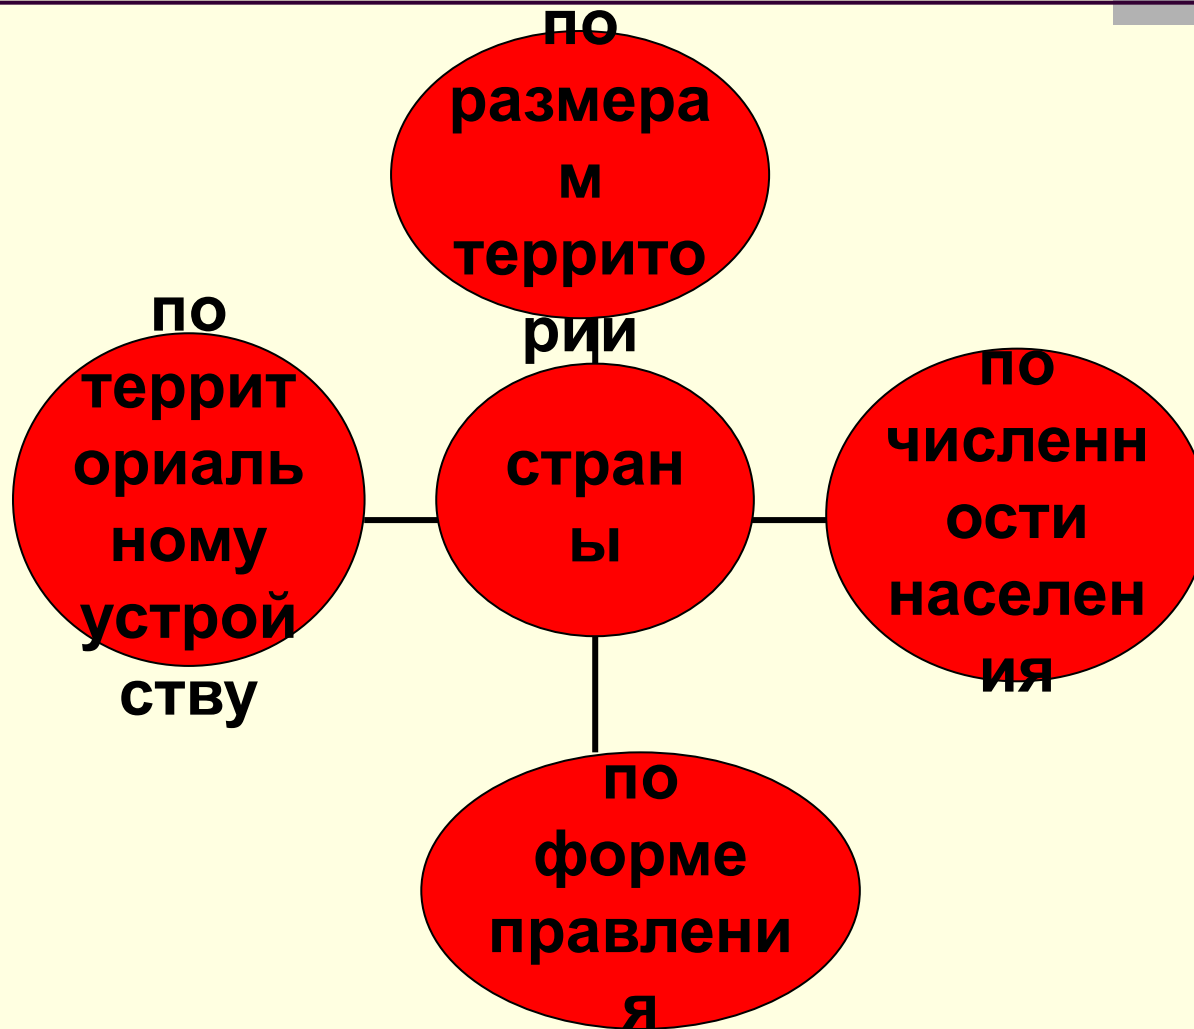 по
размера
м
террито
рии
по
террит
ориаль
ному
устрой
ству
стран
ы
по
численн
ости
населен
ия
по
форме
правлени
я